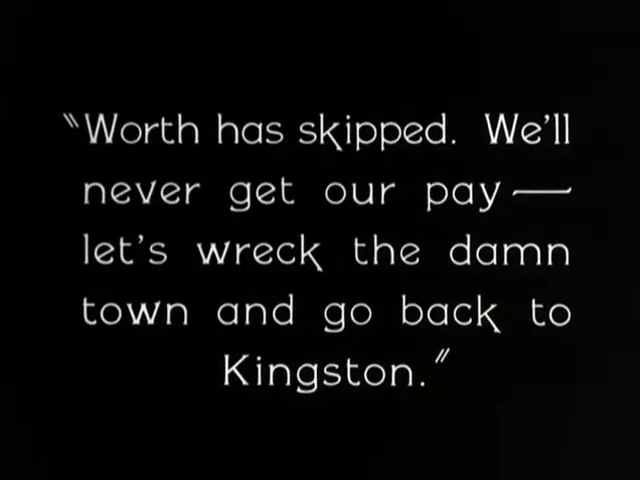 "Worth has skipped. We'll
never get our pay —
let's wreck the damn
town and go back to
Kingston."